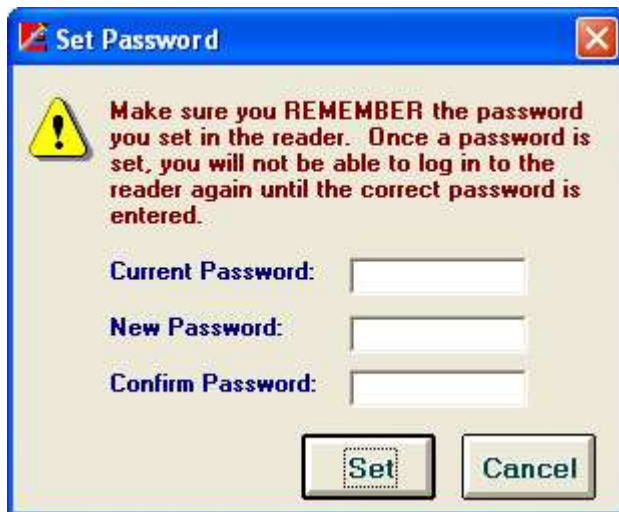 Set Password
Make sure you REMEMBER the password
you set in the reader.  Once a password is
set, you will not be able to log in to the
reader again until the correct password is
entered.
Current Password:
New Password:
Confirm Password:
Set Cancel